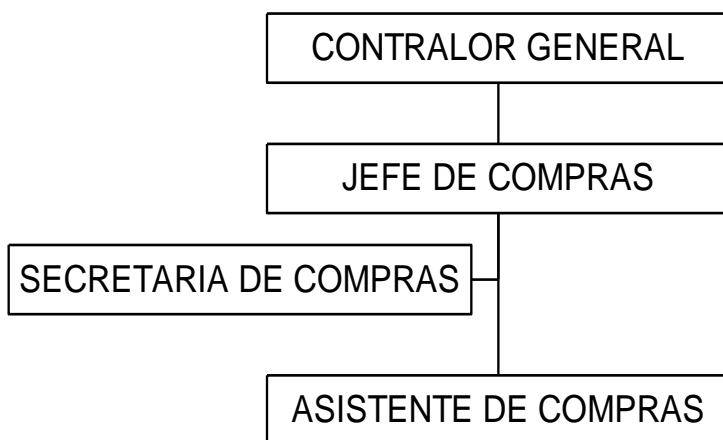 CONTRALOR GENERAL
JEFE DE COMPRAS
SECRETARIA DE COMPRAS
ASISTENTE DE COMPRAS